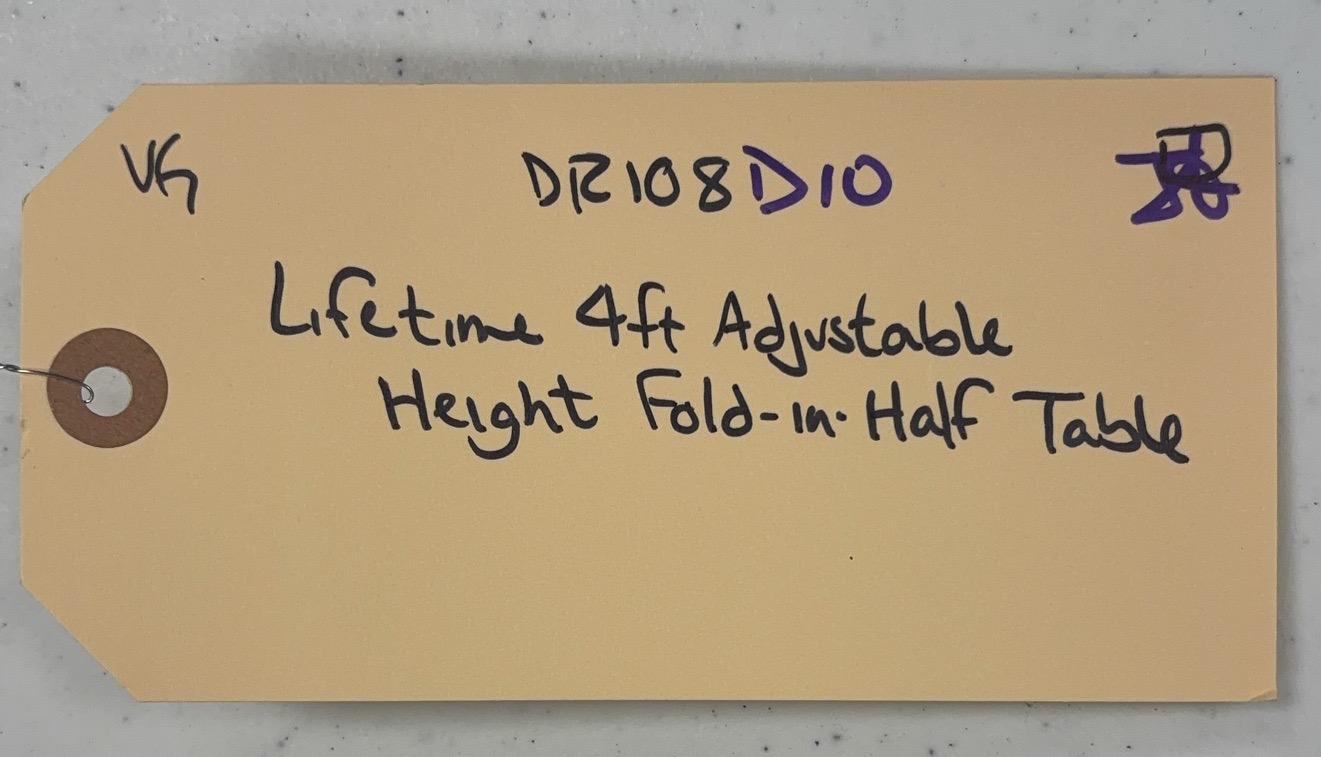 VG DR108D10
Lifetime 4ft Adjustable
Height Fold-in-Half Table